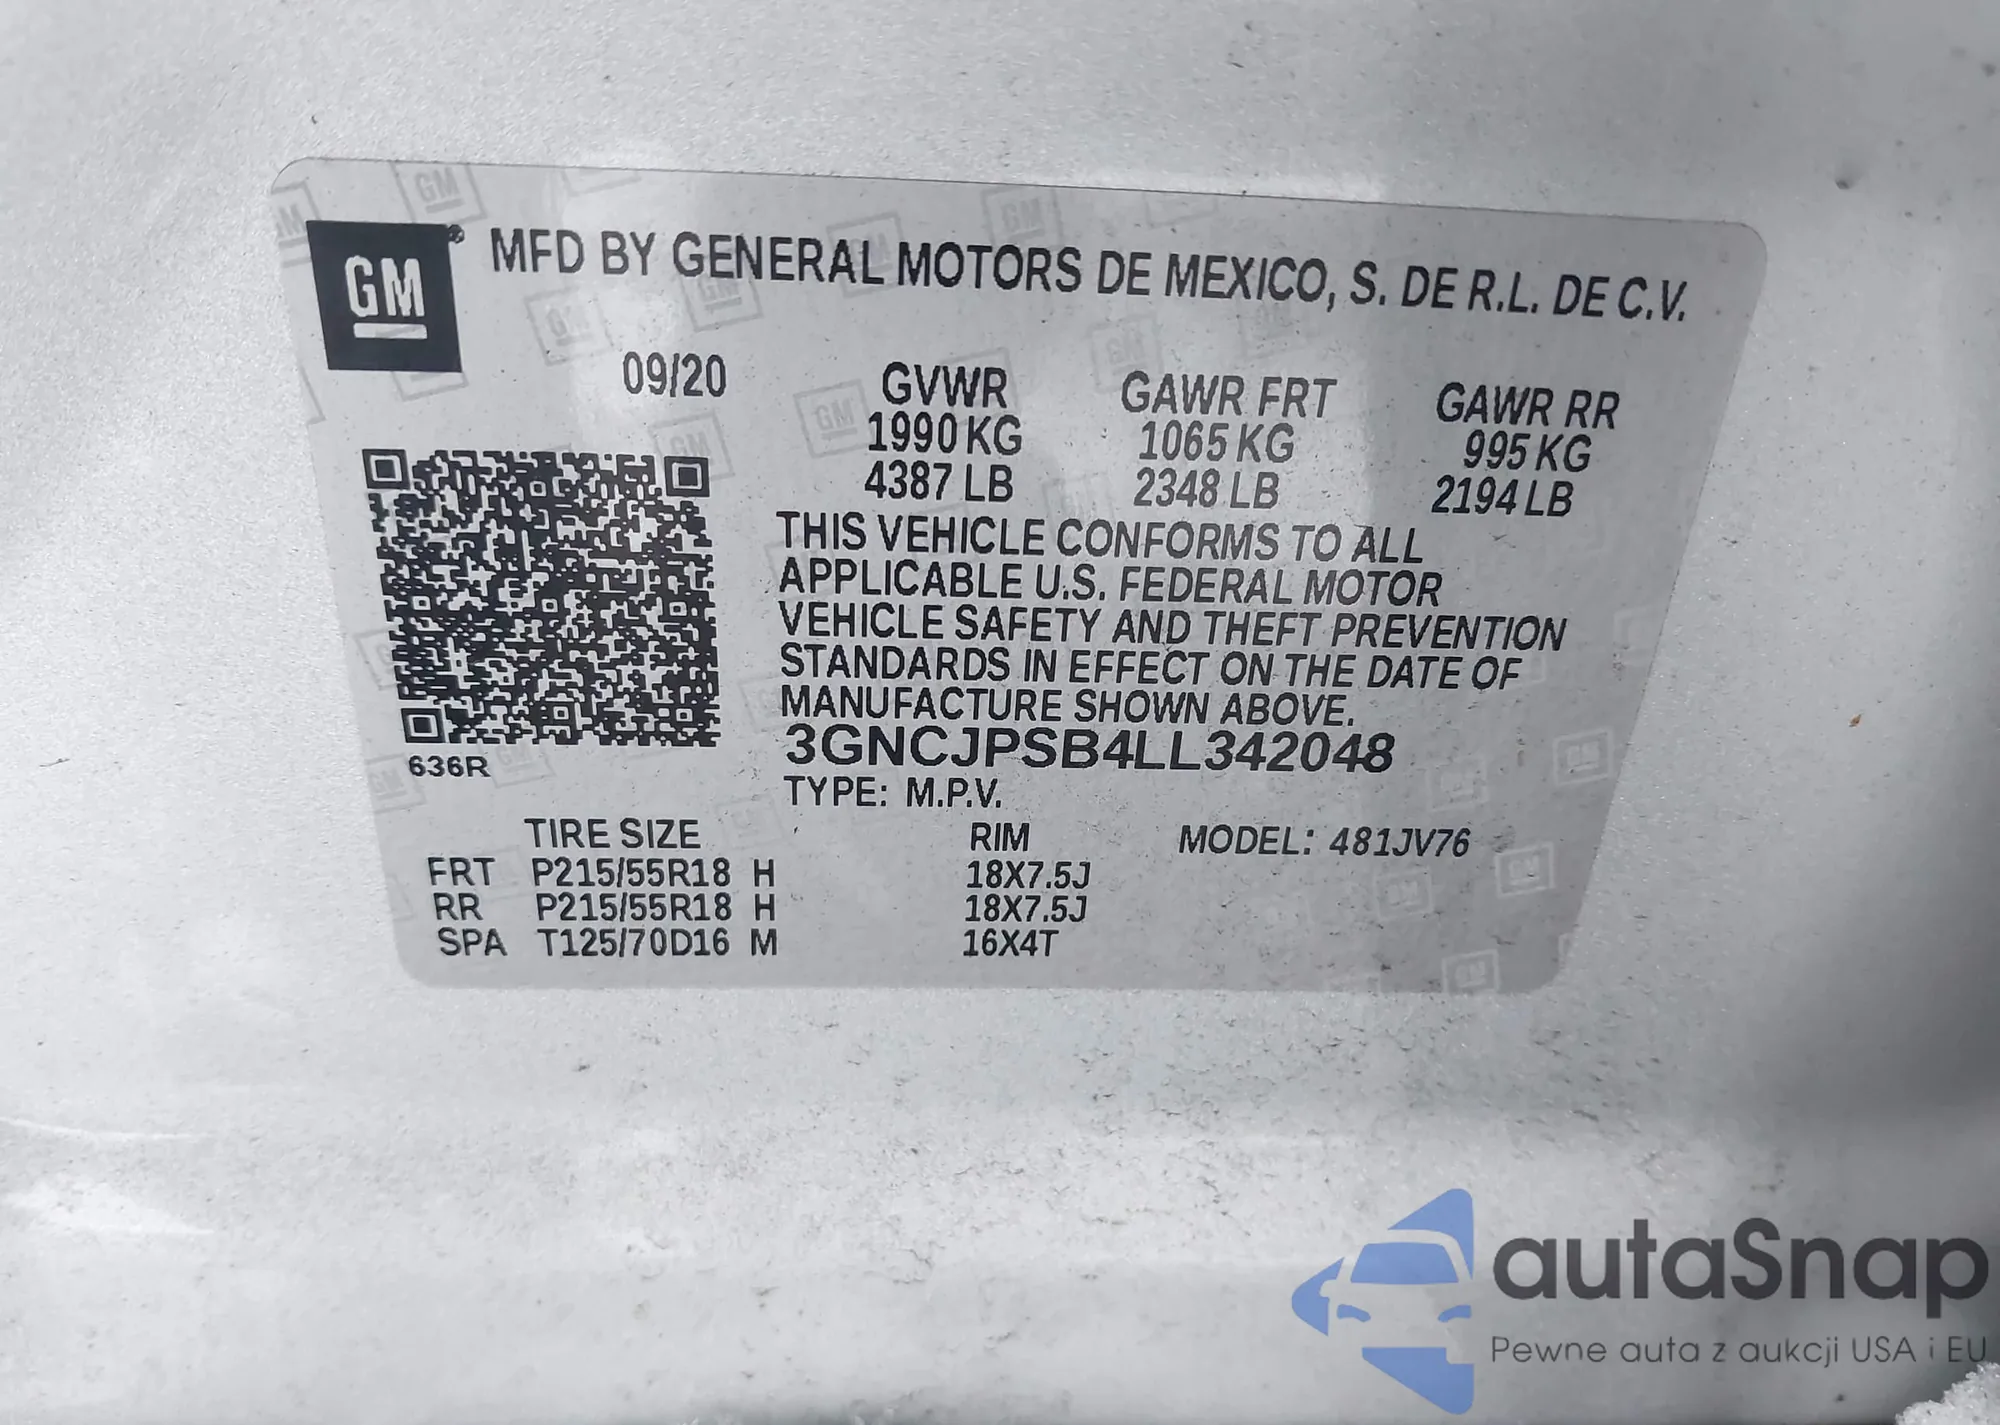 GM® MFD BY GENERAL MOTORS DE MEXICO, S. DE R.L. DE C.V.
09/20 GVWR GAWR FRT GAWR RR
1990 KG 1065 KG 995 KG
4387 LB 2348 LB 2194 LB
THIS VEHICLE CONFORMS TO ALL
APPLICABLE U.S. FEDERAL MOTOR
VEHICLE SAFETY AND THEFT PREVENTION
STANDARDS IN EFFECT ON THE DATE OF
MANUFACTURE SHOWN ABOVE.
3GNCJPSB4LL342048
636R
TYPE: M.P.V.
TIRE SIZE RIM MODEL: 481JV76
FRT P215/55R18 H 18X7.5J
RR P215/55R18 H 18X7.5J
SPA T125/70D16 M 16X4T
autaSnap
Pewne auta z aukcji USA i EU